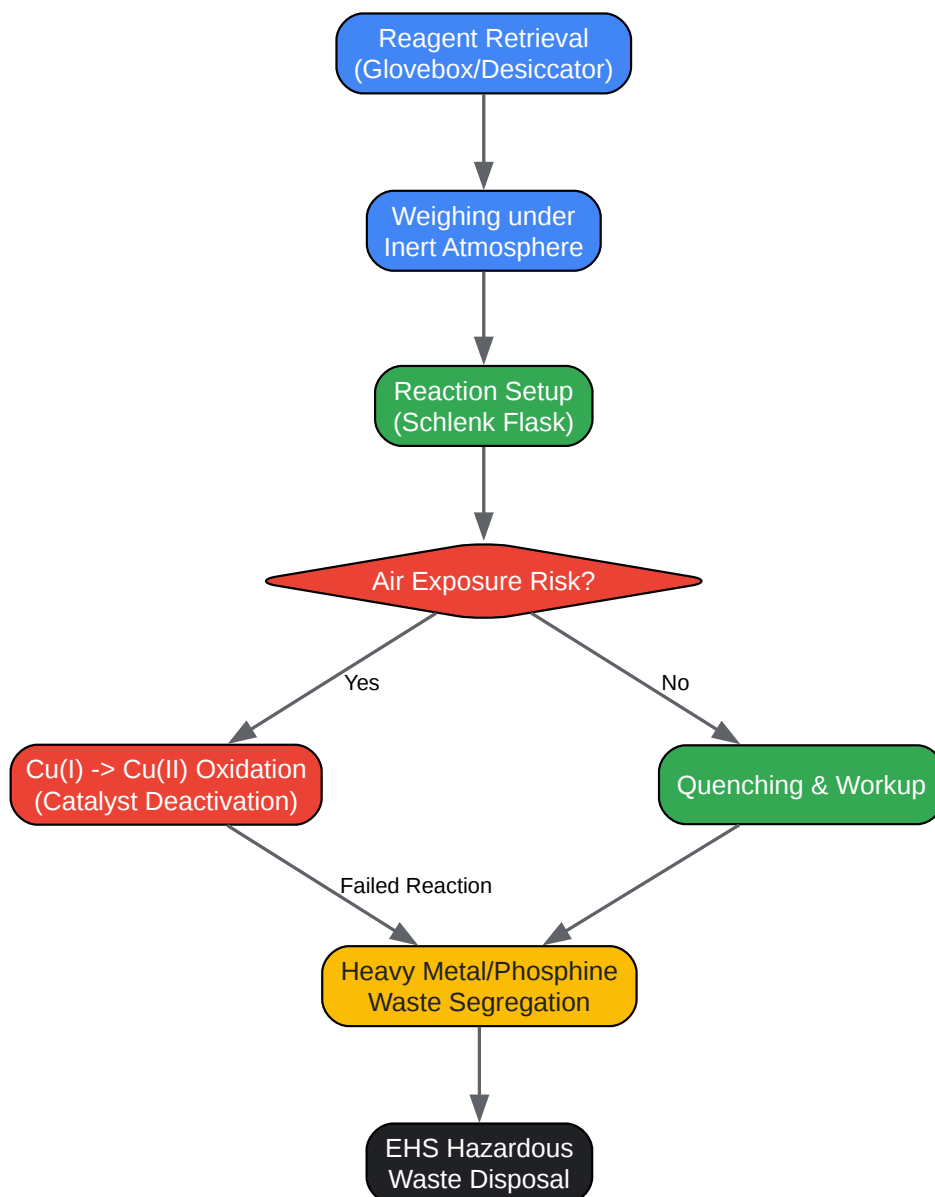 Reagent Retrieval
(Glovebox/Desiccator)
Weighing under
Inert Atmosphere
Reaction Setup
(Schlenk Flask)
Air Exposure Risk?
Yes
No
Cu(I) -> Cu(II) Oxidation
(Catalyst Deactivation)
Quenching & Workup
Failed Reaction
Heavy Metal/Phosphine
Waste Segregation
EHS Hazardous
Waste Disposal